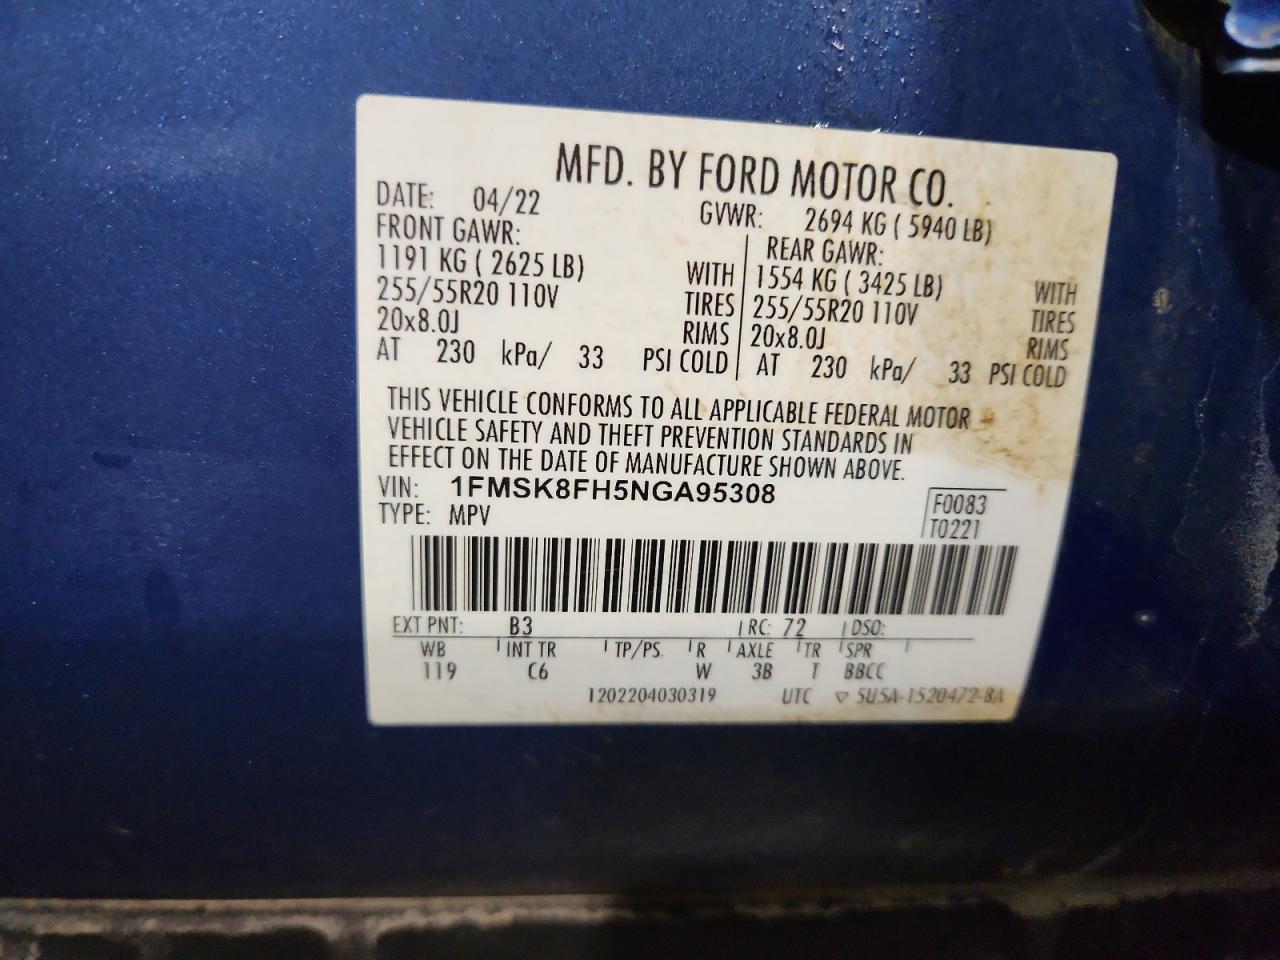 MFD. BY FORD MOTOR CO.
DATE: 04/22 GVWR: 2694 KG ( 5940 LB)
FRONT GAWR: REAR GAWR:
1191 KG ( 2625 LB) WITH 1554 KG ( 3425 LB) WITH
255/55R20 110V TIRES 255/55R20 110V TIRES
20x8.0J RIMS 20x8.0J RIMS
AT 230 kPa/ 33 PSI COLD AT 230 kPa/ 33 PSI COLD
THIS VEHICLE CONFORMS TO ALL APPLICABLE FEDERAL MOTOR
VEHICLE SAFETY AND THEFT PREVENTION STANDARDS IN
EFFECT ON THE DATE OF MANUFACTURE SHOWN ABOVE.
VIN: 1FMSK8FH5NGA95308 F0083
TYPE: MPV T0221
EXT PNT: B3 RC: 72 DSO:
WB INT TR TP/PS R AXLE TR SPR
119 C6 W 3B T BBCC
1202204030319 UTC ▽ 5U5A-1520472-BA